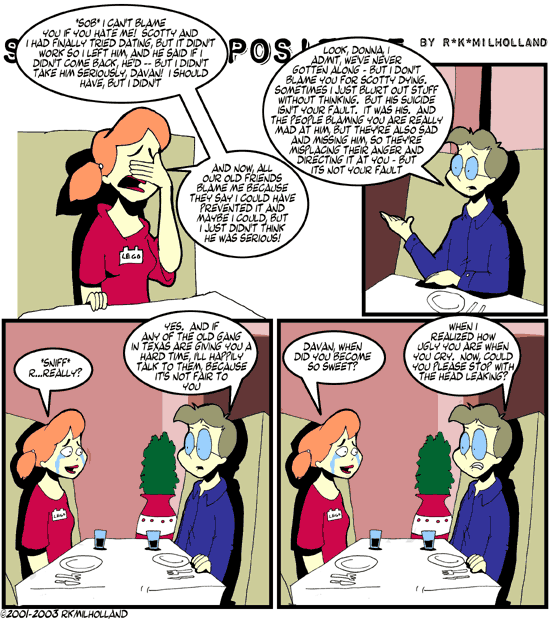 S
POSI
BY R*K*MILHOLLAND
*SOB* I CAN'T BLAME
YOU IF YOU HATE ME! SCOTTY AND
I HAD FINALLY TRIED DATING, BUT IT DIDN'T
WORK SO I LEFT HIM, AND HE SAID IF I
DIDN'T COME BACK, HE'D -- BUT I DIDN'T
TAKE HIM SERIOUSLY, DAVAN! I SHOULD
HAVE, BUT I DIDN'T
AND NOW, ALL
OUR OLD FRIENDS
BLAME ME BECAUSE
THEY SAY I COULD HAVE
PREVENTED IT AND
MAYBE I COULD, BUT
I JUST DIDN'T THINK
HE WAS SERIOUS!
LEGO
LOOK, DONNA, I
ADMIT, WE'VE NEVER
GOTTEN ALONG - BUT I DON'T
BLAME YOU FOR SCOTTY DYING.
SOMETIMES I JUST BLURT OUT STUFF
WITHOUT THINKING. BUT HIS SUICIDE
ISN'T YOUR FAULT. IT WAS HIS. AND
THE PEOPLE BLAMING YOU ARE REALLY
MAD AT HIM, BUT THEY'RE ALSO SAD
AND MISSING HIM, SO THEY'RE
MISPLACING THEIR ANGER AND
DIRECTING IT AT YOU - BUT
IT'S NOT YOUR FAULT
*SNIFF*
R...REALLY?
YES, AND IF
ANY OF THE OLD GANG
IN TEXAS ARE GIVING YOU A
HARD TIME, I'LL HAPPILY
TALK TO THEM, BECAUSE
IT'S NOT FAIR TO
YOU
LEGO
DAVAN, WHEN
DID YOU BECOME
SO SWEET?
WHEN I
REALIZED HOW
UGLY YOU ARE WHEN
YOU CRY. NOW, COULD
YOU PLEASE STOP WITH
THE HEAD LEAKING?
LEGO
©2001-2003 RKMILHOLLAND